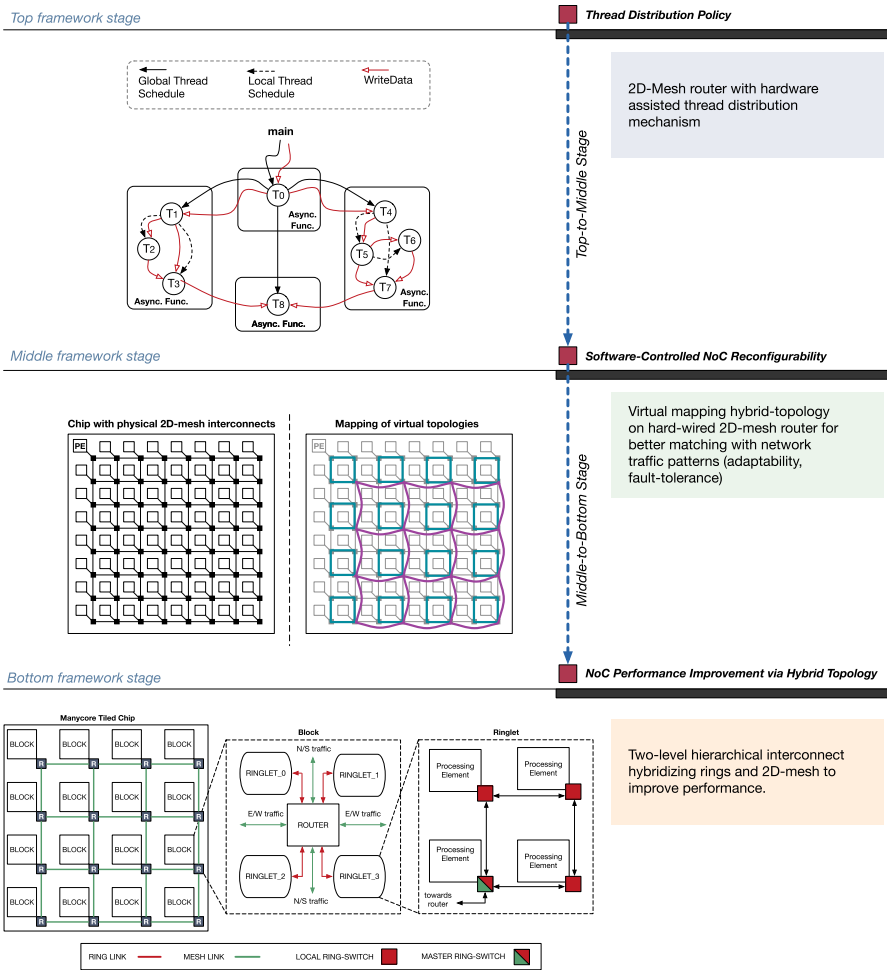 Top framework stage
Thread Distribution Policy
Global Thread
Schedule
Local Thread
Schedule
WriteData
2D-Mesh router with hardware
assisted thread distribution
mechanism
Top-to-Middle Stage
main
T0
Async.
Func.
T1
T2
T3
Async. Func.
T4
T5
T6
T7
Async.
Func.
T8
Async. Func.
Middle framework stage
Software-Controlled NoC Reconfigurability
Chip with physical 2D-mesh interconnects
PE
Mapping of virtual topologies
PE
Virtual mapping hybrid-topology
on hard-wired 2D-mesh router for
better matching with network
traffic patterns (adaptability,
fault-tolerance)
Middle-to-Bottom Stage
Bottom framework stage
NoC Performance Improvement via Hybrid Topology
Manycore Tiled Chip
BLOCK BLOCK BLOCK BLOCK
R R R R
BLOCK BLOCK BLOCK BLOCK
R R R R
BLOCK BLOCK BLOCK BLOCK
R R R R
BLOCK BLOCK BLOCK BLOCK
R R R R
Block
N/S traffic
RINGLET_0
RINGLET_1
E/W traffic
ROUTER
E/W traffic
RINGLET_2
RINGLET_3
N/S traffic
Ringlet
Processing
Element
Processing
Element
Processing
Element
Processing
Element
towards
router
Two-level hierarchical interconnect
hybridizing rings and 2D-mesh to
improve performance.
RING LINK
MESH LINK
LOCAL RING-SWITCH
MASTER RING-SWITCH